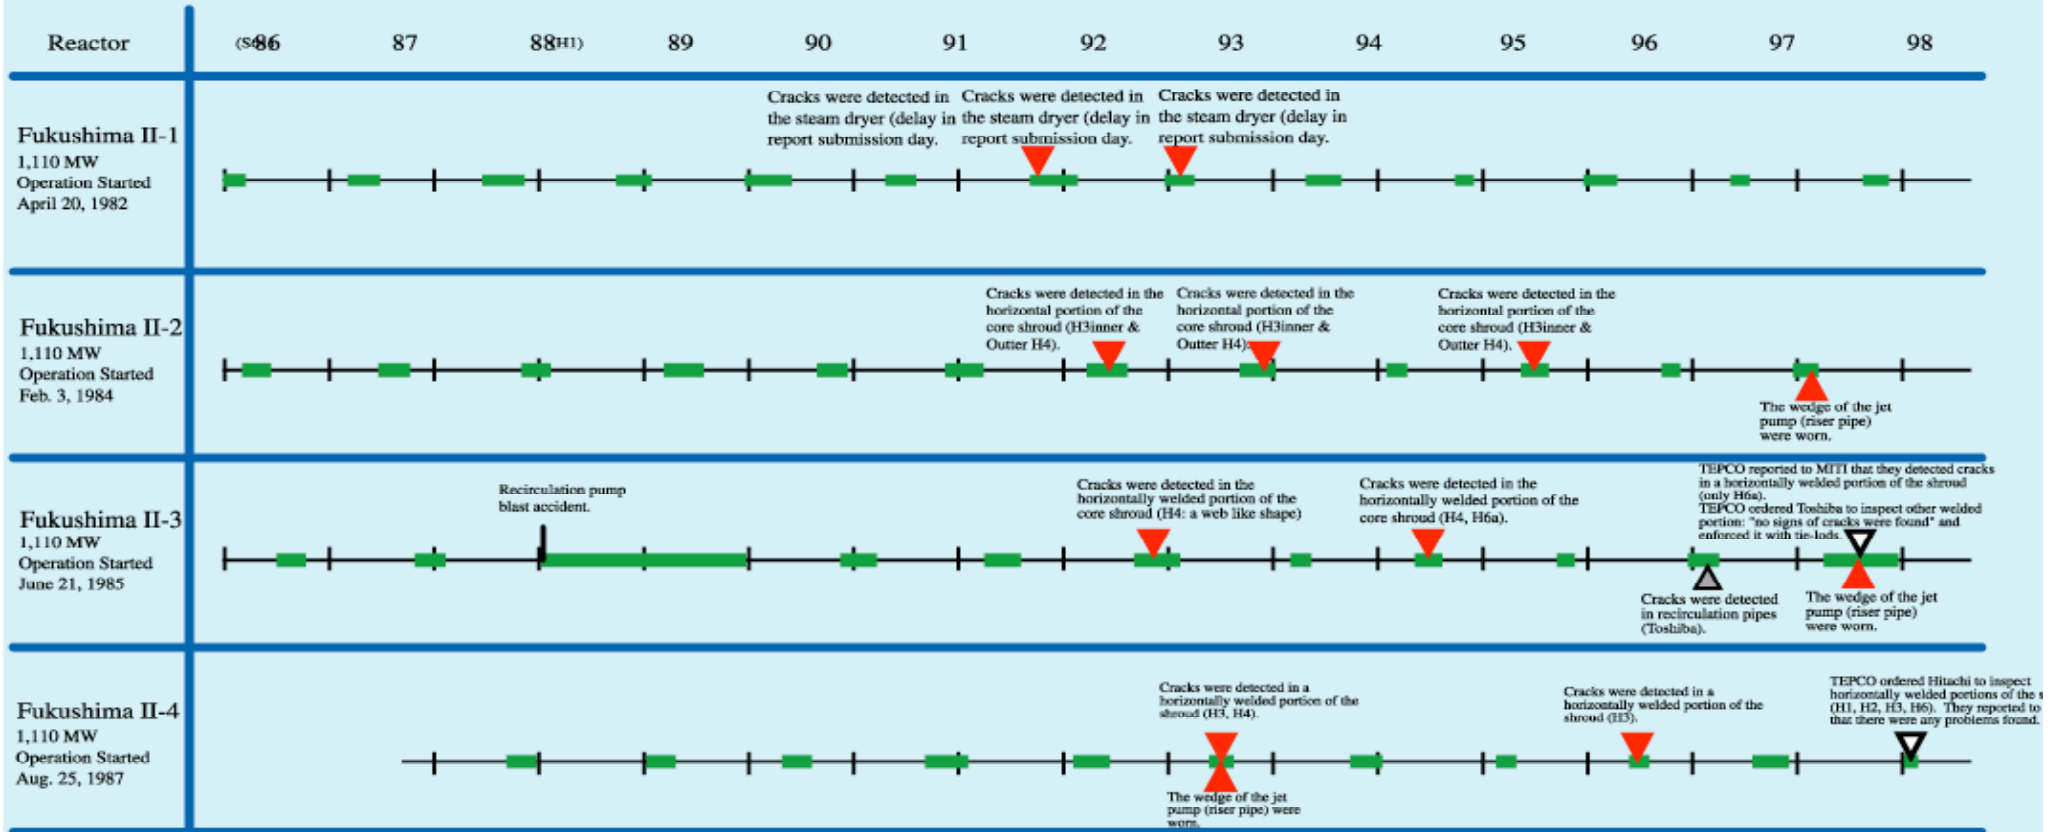 Reactor (S61) 86 87 88(H1) 89 90 91 92 93 94 95 96 97 98
Fukushima II-1
1,110 MW
Operation Started
April 20, 1982
Cracks were detected in
the steam dryer (delay in
report submission day.
Cracks were detected in
the steam dryer (delay in
report submission day.
Cracks were detected in
the steam dryer (delay in
report submission day.
Fukushima II-2
1,110 MW
Operation Started
Feb. 3, 1984
Cracks were detected in the
horizontal portion of the
core shroud (H3inner &
Outter H4).
Cracks were detected in the
horizontal portion of the
core shroud (H3inner &
Outter H4).
Cracks were detected in the
horizontal portion of the
core shroud (H3inner &
Outter H4).
The wedge of the jet
pump (riser pipe)
were worn.
Fukushima II-3
1,110 MW
Operation Started
June 21, 1985
Recirculation pump
blast accident.
Cracks were detected in the
horizontally welded portion of the
core shroud (H4: a web like shape)
Cracks were detected in the
horizontally welded portion of the
core shroud (H4, H6a).
TEPCO reported to MITI that they detected cracks
in a horizontally welded portion of the shroud
(only H6a).
TEPCO ordered Toshiba to inspect other welded
portion: "no signs of cracks were found" and
enforced it with tie-lods.
Cracks were detected
in recirculation pipes
(Toshiba).
The wedge of the jet
pump (riser pipe)
were worn.
Fukushima II-4
1,110 MW
Operation Started
Aug. 25, 1987
Cracks were detected in a
horizontally welded portion of the
shroud (H3, H4).
The wedge of the jet
pump (riser pipe) were
worn.
Cracks were detected in a
horizontally welded portion of the
shroud (H3).
TEPCO ordered Hitachi to inspect
horizontally welded portions of the s
(H1, H2, H3, H6). They reported to
that there were any problems found.